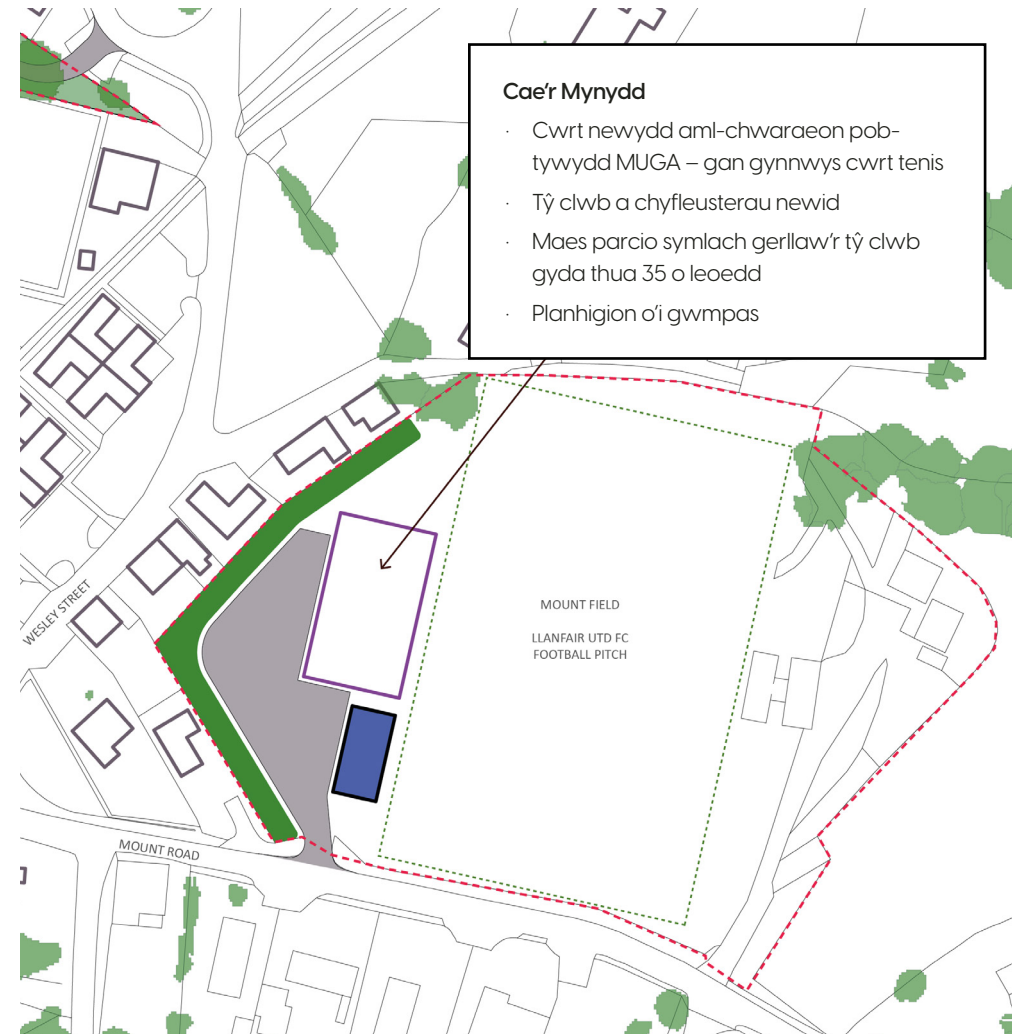 Cae'r Mynydd
· Cwrt newydd aml-chwaraeon pob-
tywydd MUGA – gan gynnwys cwrt tenis
· Tŷ clwb a chyfleusterau newid
· Maes parcio symlach gerllaw'r tŷ clwb
gyda thua 35 o leoedd
· Planhigion o'i gwmpas
WESLEY STREET
MOUNT FIELD
LLANFAIR UTD FC
FOOTBALL PITCH
MOUNT ROAD